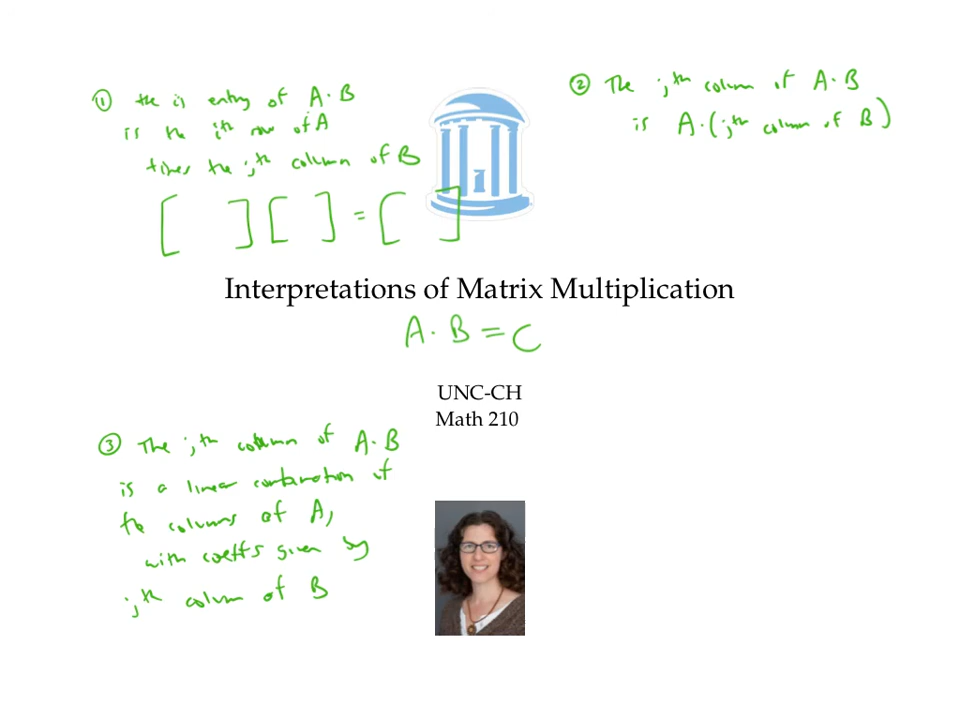 ① the ij entry of A·B
is the ith row of A
times the jth column of B
[ ] [ ] = [ ]
② The jth column of A·B
is A·(jth column of B)
Interpretations of Matrix Multiplication
A·B = C
UNC-CH
Math 210
③ The jth column of A·B
is a linear combination of
the columns of A,
with coeffs given by
jth column of B